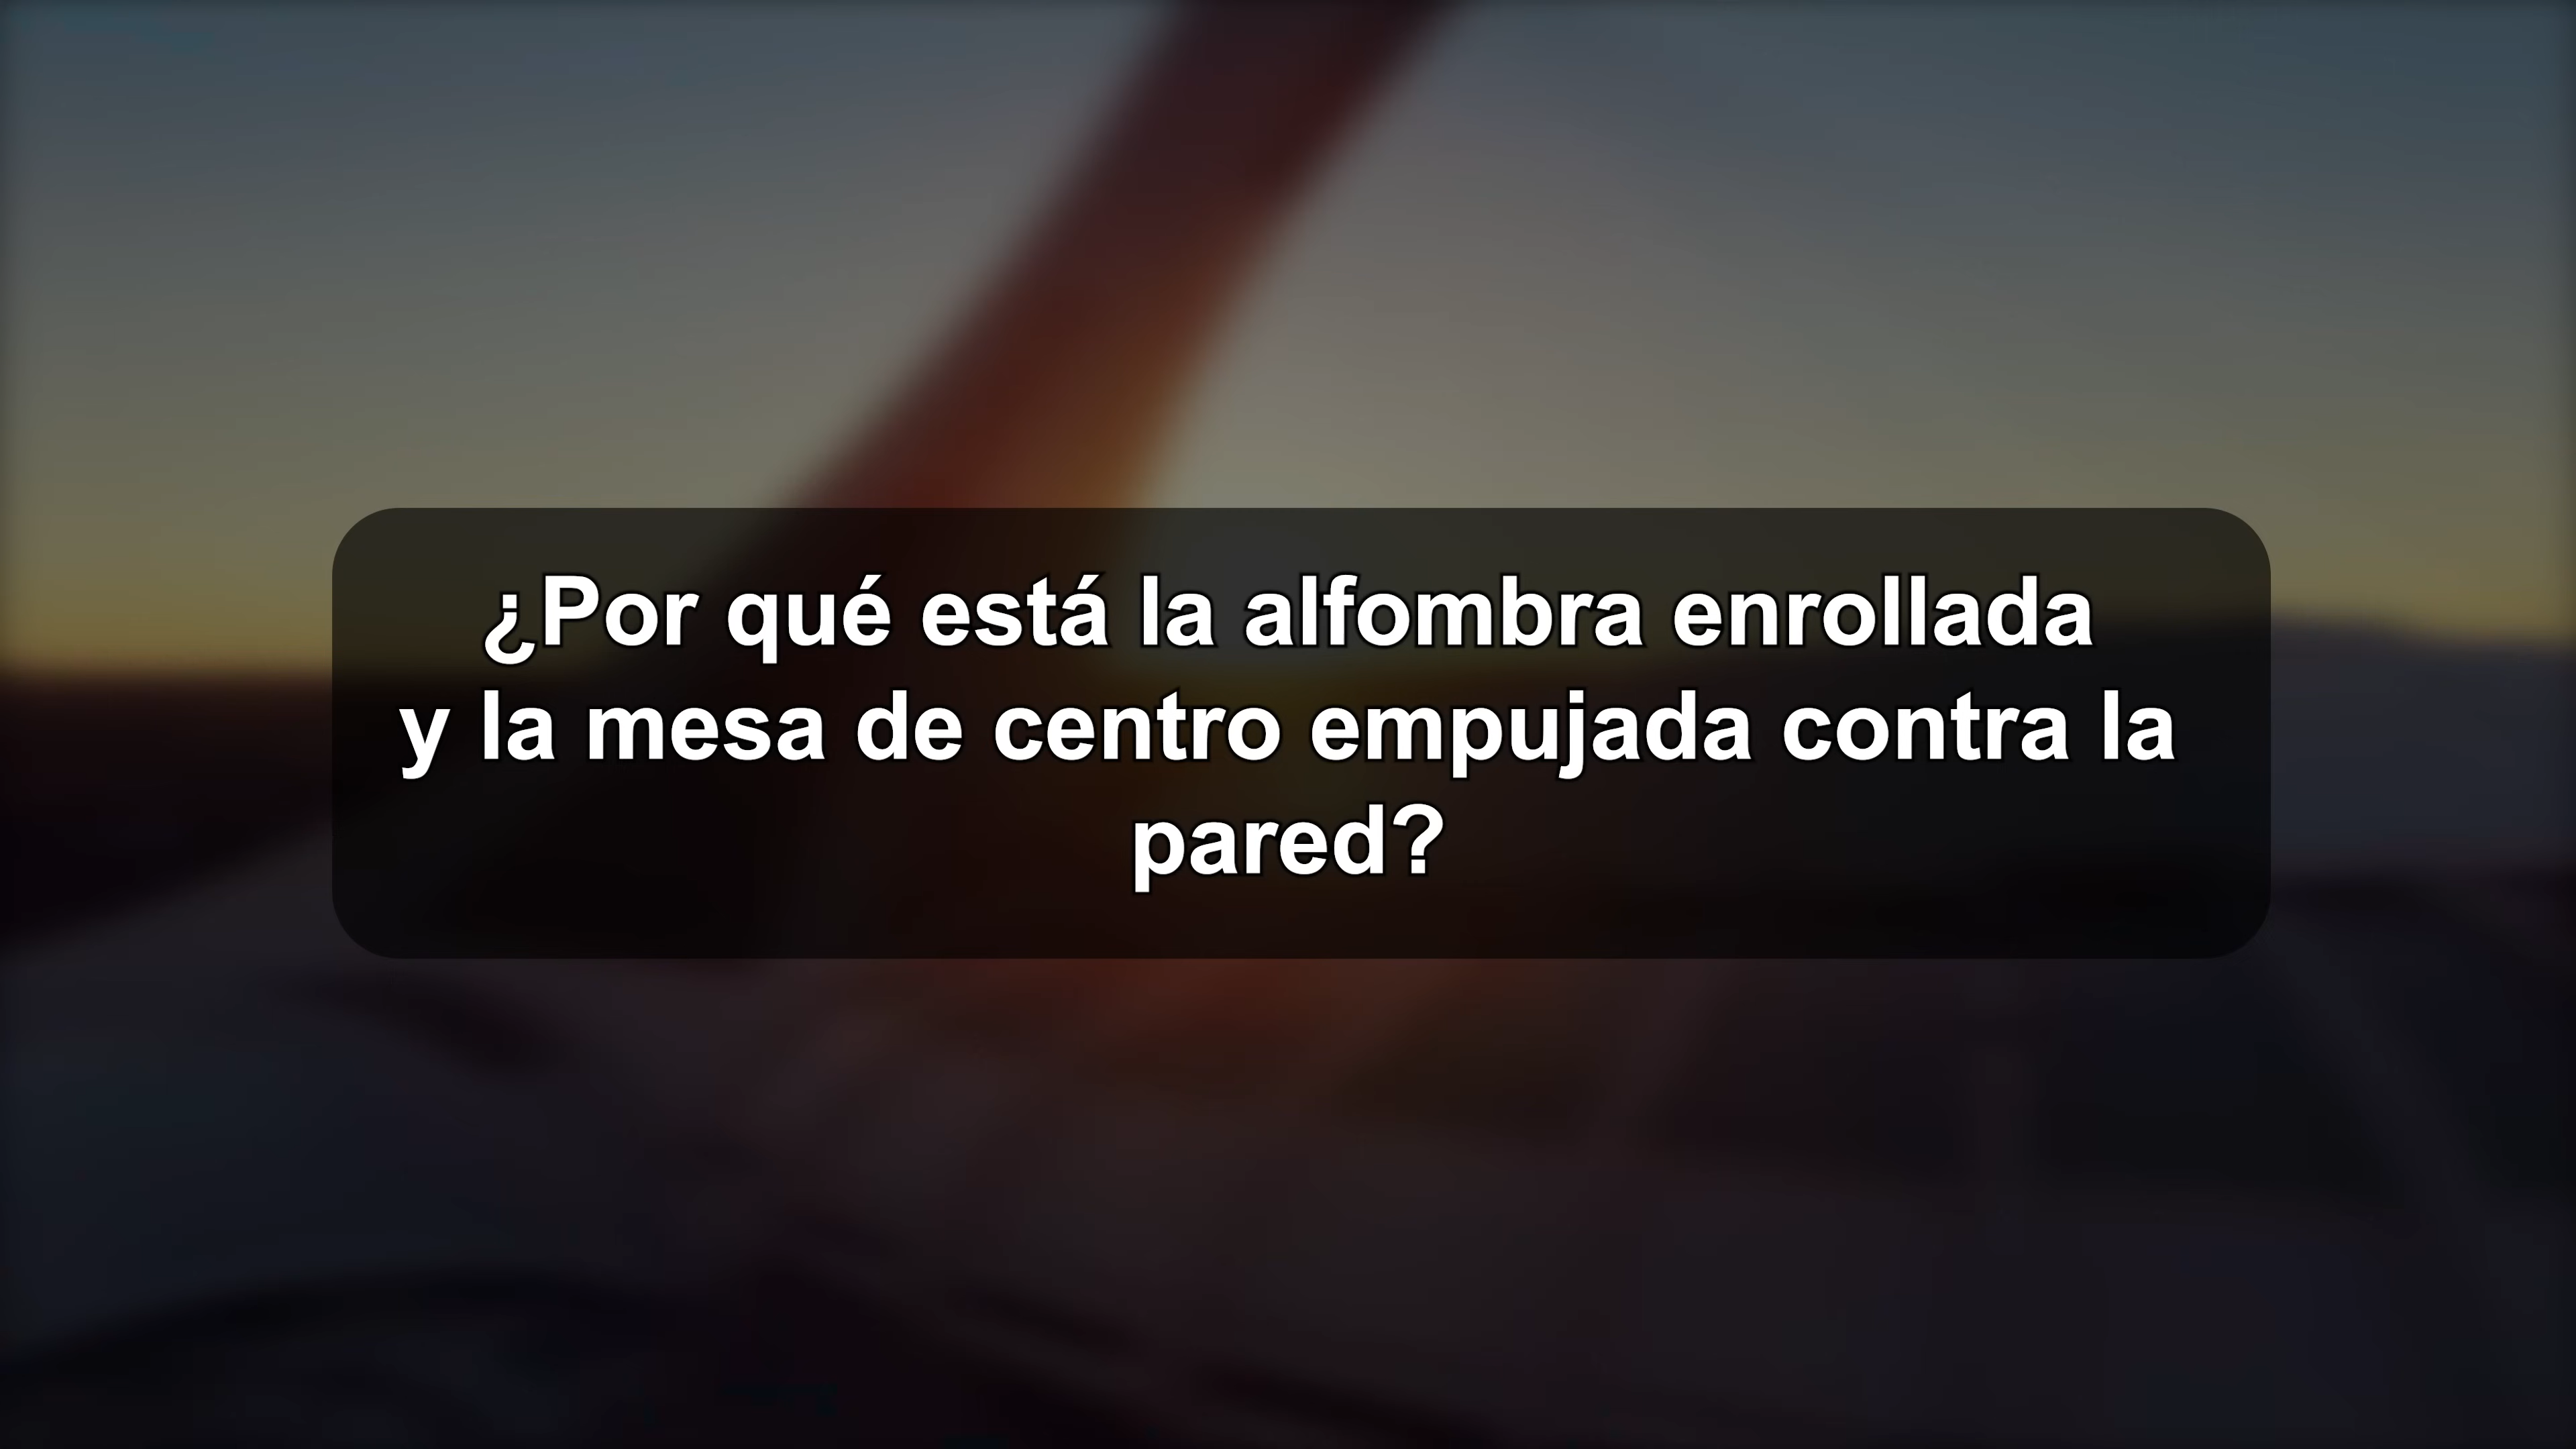 ¿Por qué está la alfombra enrollada
y la mesa de centro empujada contra la
pared?